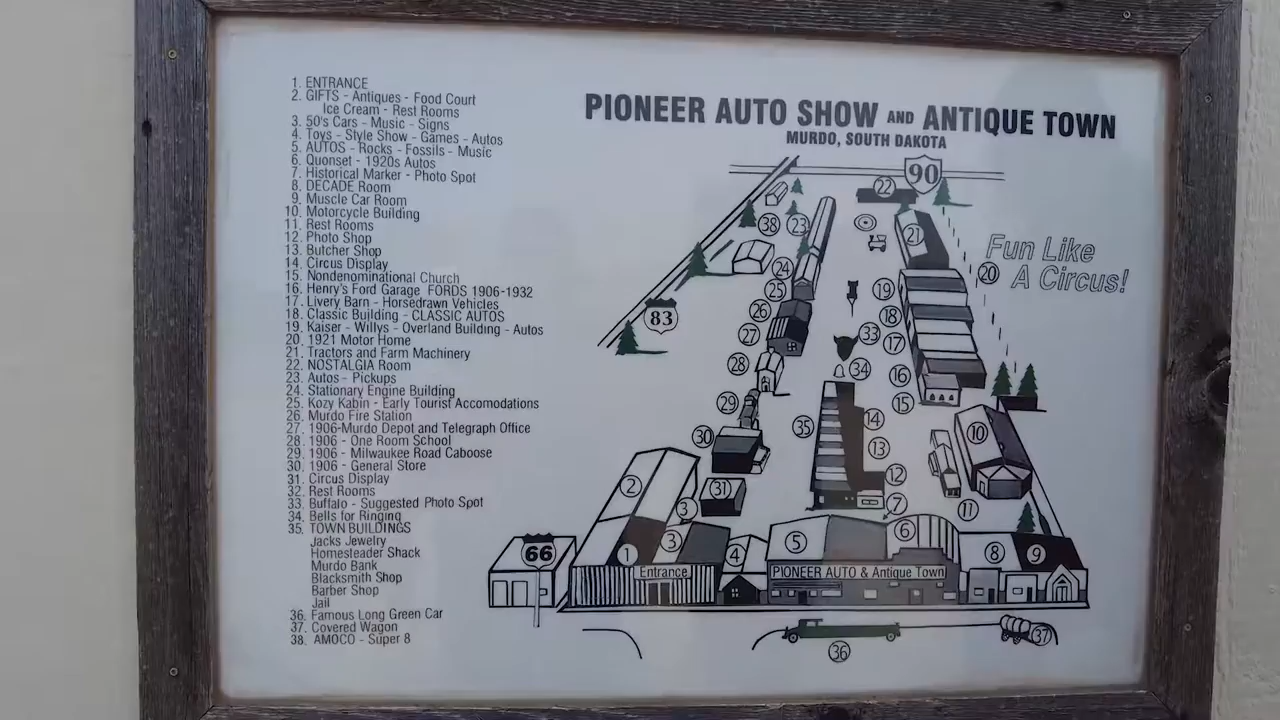 1. ENTRANCE
2. GIFTS - Antiques - Food Court
Ice Cream - Rest Rooms
3. 50's Cars - Music - Signs
4. Toys - Style Show - Games - Autos
5. AUTOS - Rocks - Fossils - Music
6. Quonset - 1920s Autos
7. Historical Marker - Photo Spot
8. DECADE Room
9. Muscle Car Room
10. Motorcycle Building
11. Rest Rooms
12. Photo Shop
13. Butcher Shop
14. Circus Display
15. Nondenominational Church
16. Henry's Ford Garage FORDS 1906-1932
17. Livery Barn - Horsedrawn Vehicles
18. Classic Building - CLASSIC AUTOS
19. Kaiser - Willys - Overland Building - Autos
20. 1921 Motor Home
21. Tractors and Farm Machinery
22. NOSTALGIA Room
23. Autos - Pickups
24. Stationary Engine Building
25. Kozy Kabin - Early Tourist Accomodations
26. Murdo Fire Station
27. 1906-Murdo Depot and Telegraph Office
28. 1906 - One Room School
29. 1906 - Milwaukee Road Caboose
30. 1906 - General Store
31. Circus Display
32. Rest Rooms
33. Buffalo - Suggested Photo Spot
34. Bells for Ringing
35. TOWN BUILDINGS
Jacks Jewelry
Homesteader Shack
Murdo Bank
Blacksmith Shop
Barber Shop
Jail
36. Famous Long Green Car
37. Covered Wagon
38. AMOCO - Super 8
PIONEER AUTO SHOW AND ANTIQUE TOWN
MURDO, SOUTH DAKOTA
90
22
38
23
21
Fun Like
A Circus!
20
24
25
19
83
26
18
27
33
17
28
34
16
29
15
35
14
30
13
10
2
31
12
3
7
11
66
1
3
4
5
6
8
9
Entrance
PIONEER AUTO & Antique Town
36
37